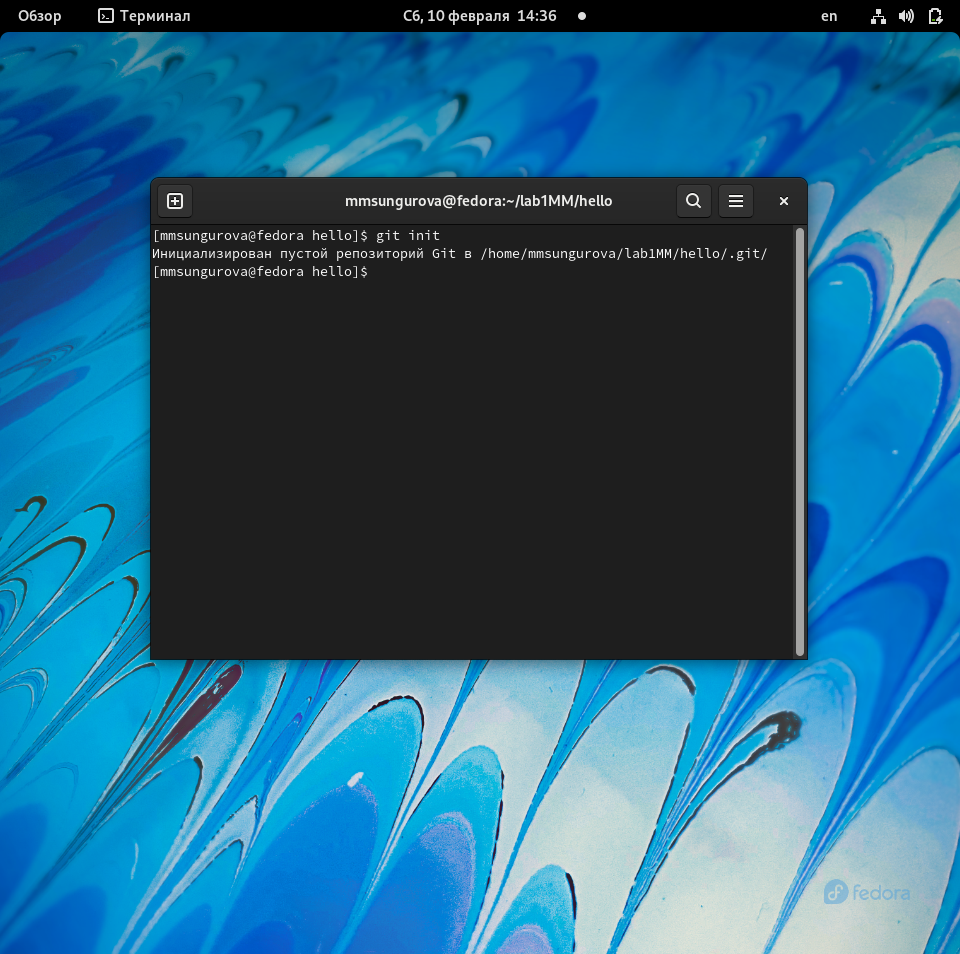 Обзор Терминал Сб, 10 февраля 14:36 en
mmsungurova@fedora:~/lab1MM/hello
[mmsungurova@fedora hello]$ git init
Инициализирован пустой репозиторий Git в /home/mmsungurova/lab1MM/hello/.git/
[mmsungurova@fedora hello]$
fedora